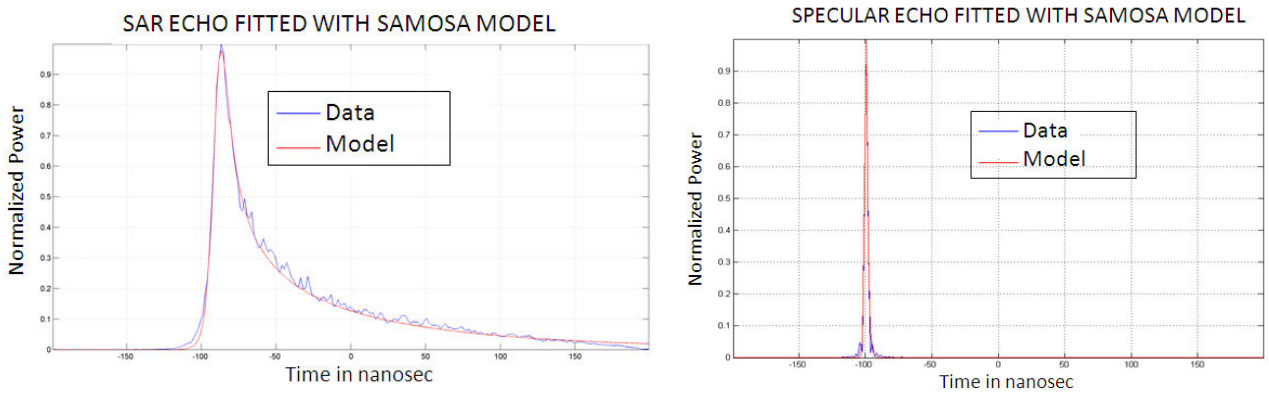 SAR ECHO FITTED WITH SAMOSA MODEL
Normalized Power
0.9
0.8
0.7
0.6
0.5
0.4
0.3
0.2
0.1
0
Data
Model
-150 -100 -50 0 50 100 150
Time in nanosec
SPECULAR ECHO FITTED WITH SAMOSA MODEL
Normalized Power
0.9
0.8
0.7
0.6
0.5
0.4
0.3
0.2
0.1
0
Data
Model
-150 -100 -50 0 50 100 150
Time in nanosec